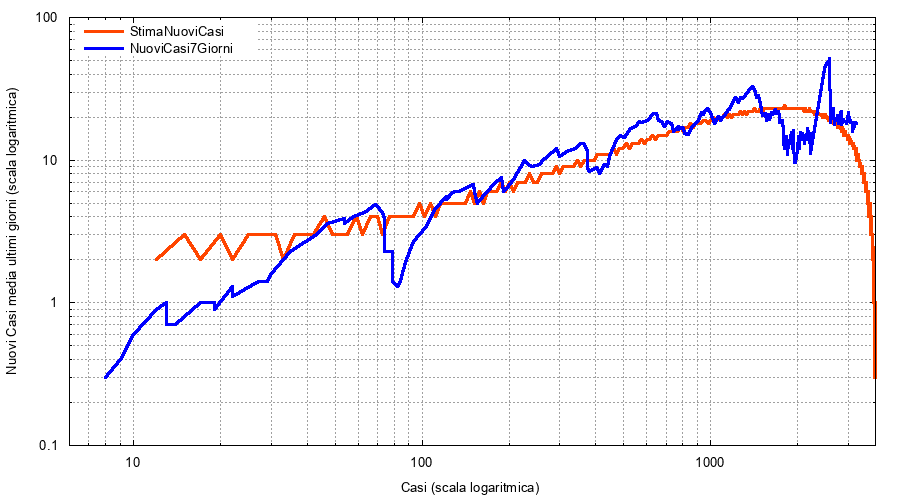 100
StimaNuoviCasi
NuoviCasi7Giorni
10
Nuovi Casi media ultimi giorni (scala logaritmica)
1
0.1
10 100 1000
Casi (scala logaritmica)